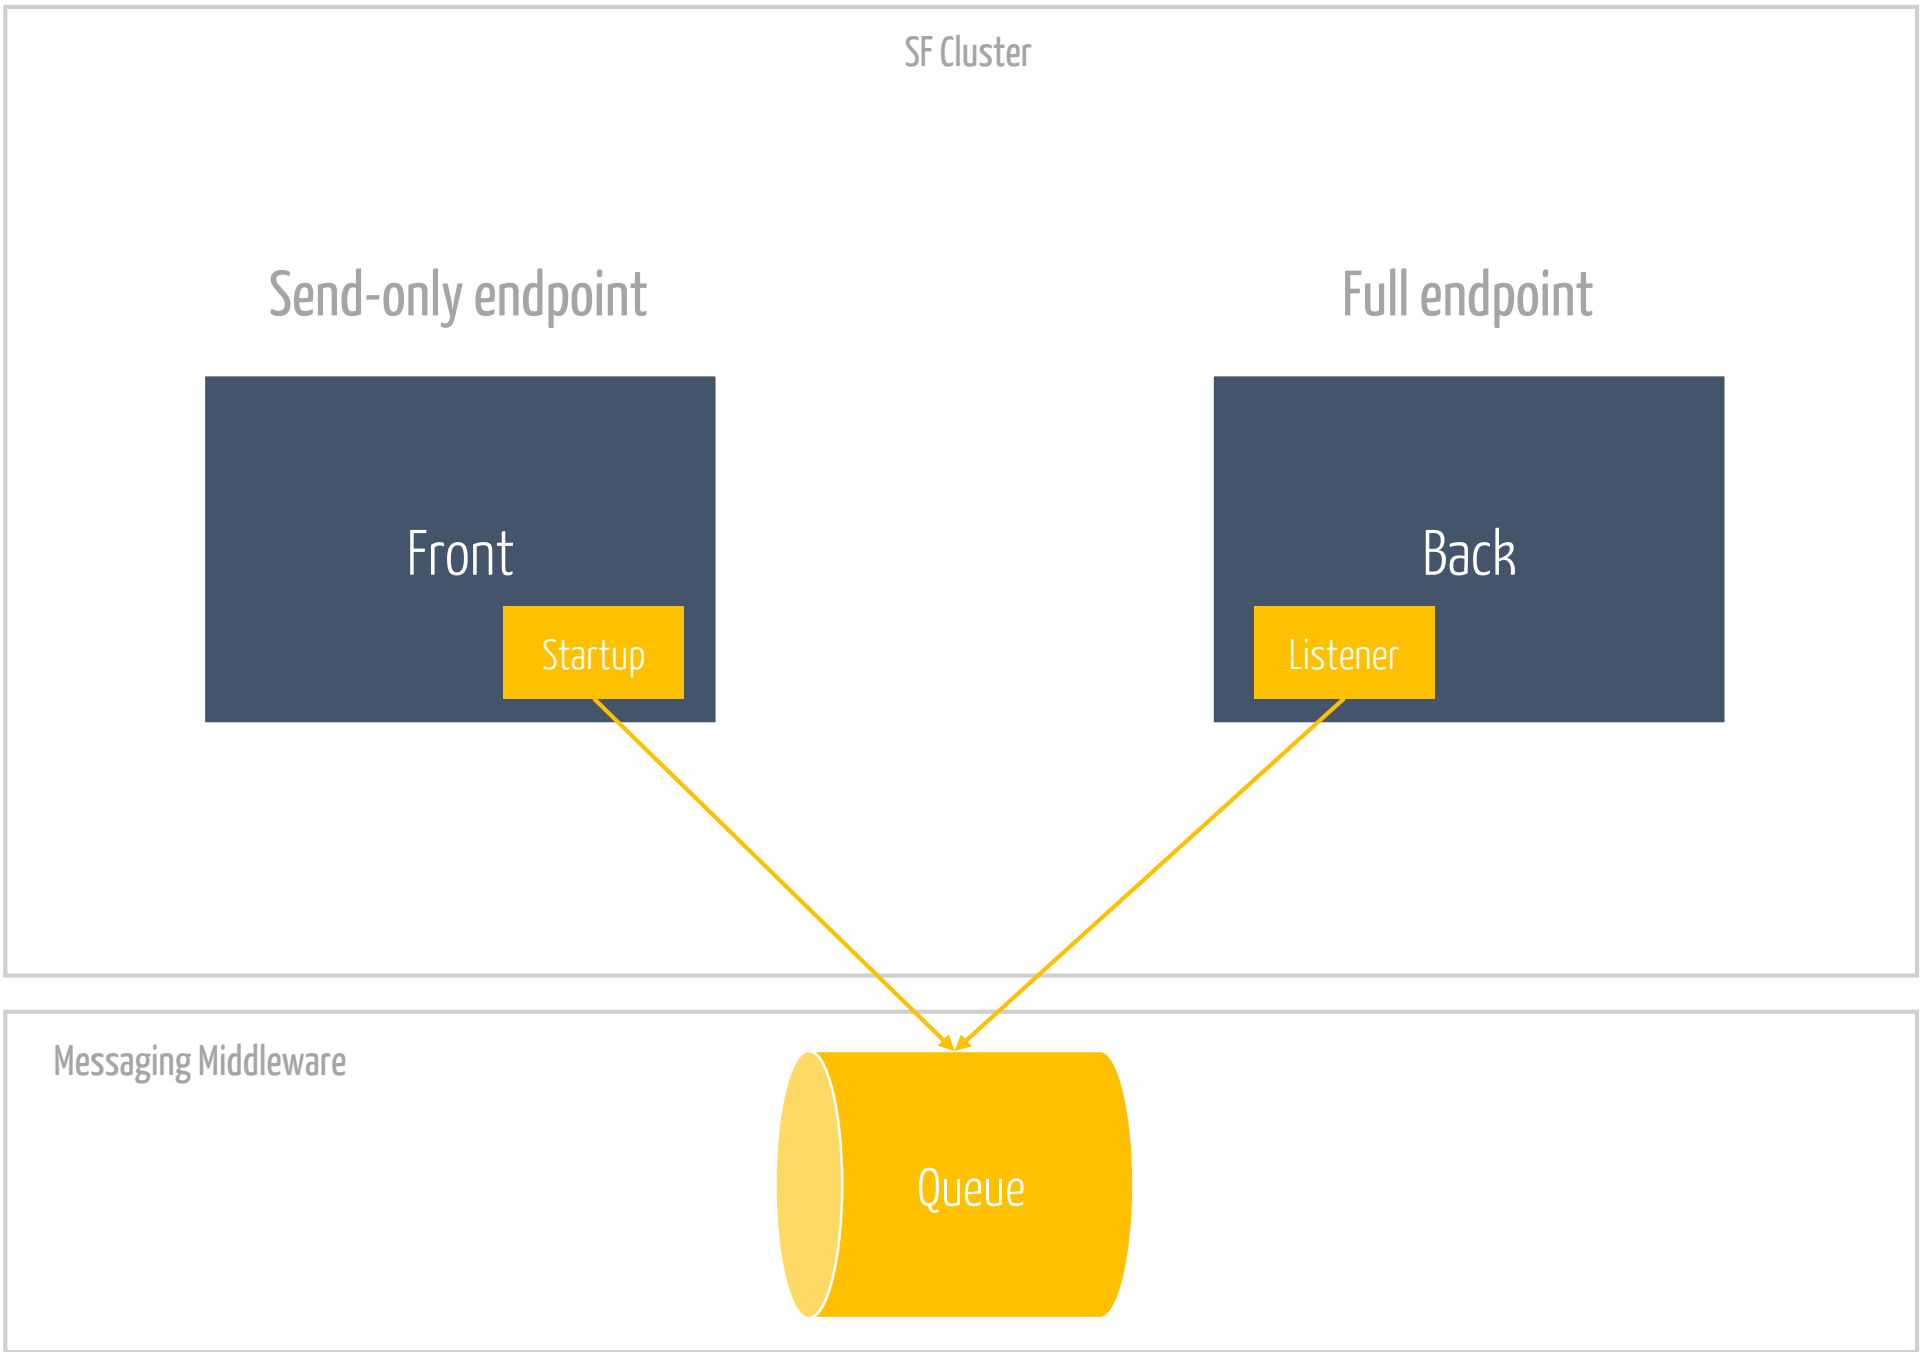 SF Cluster
Send-only endpoint
Full endpoint
Front
Back
Startup
Listener
Messaging Middleware
Queue